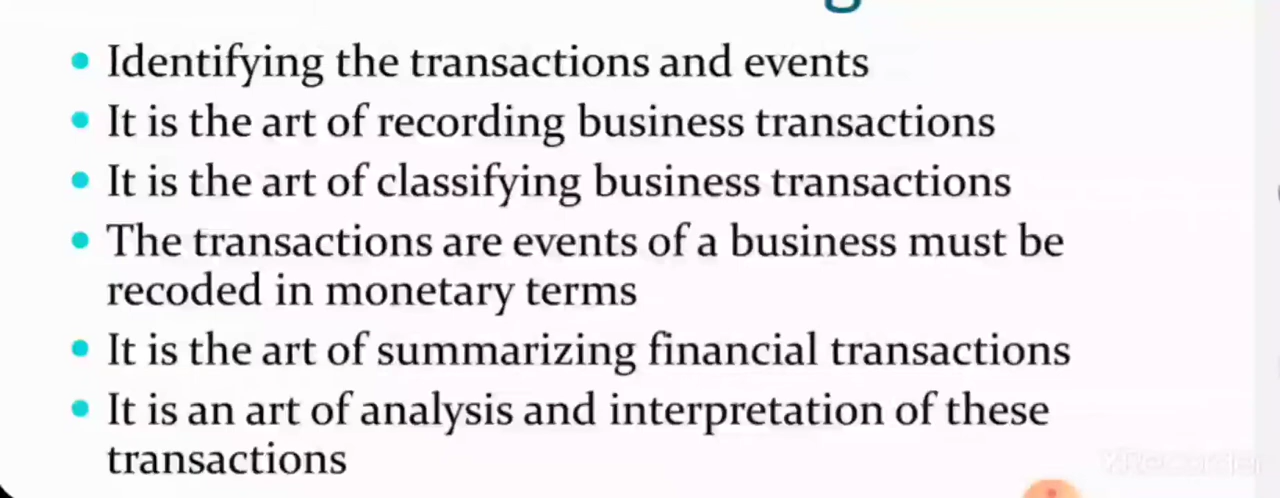 Identifying the transactions and events
It is the art of recording business transactions
It is the art of classifying business transactions
The transactions are events of a business must be
recoded in monetary terms
It is the art of summarizing financial transactions
It is an art of analysis and interpretation of these
transactions